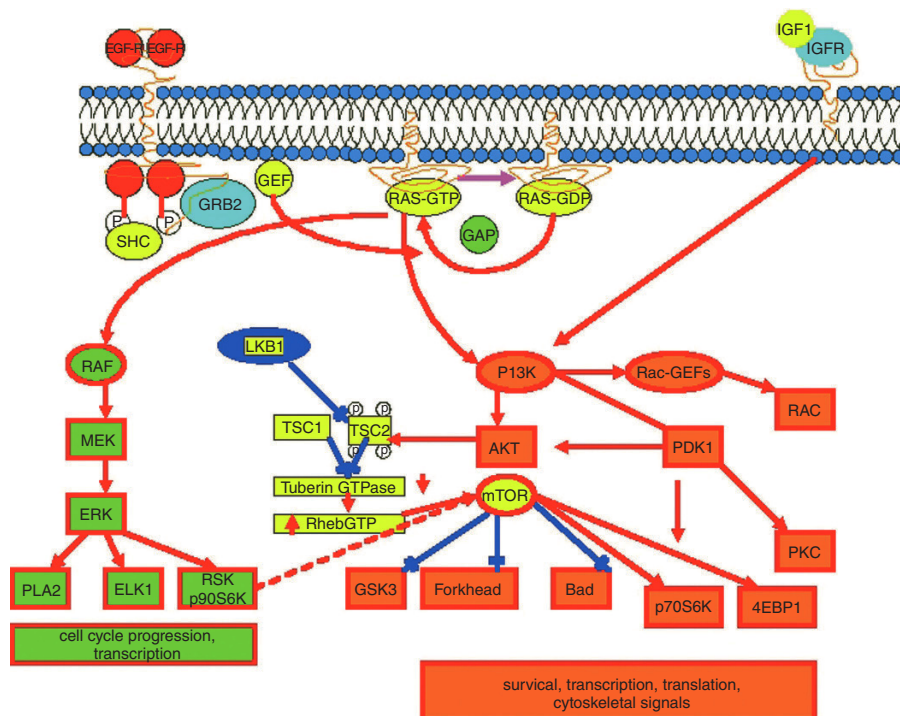 EGF-R
EGF-R
IGF1
IGFR
GEF
RAS-GTP
RAS-GDP
GRB2
P
P
SHC
GAP
LKB1
RAF
P13K
Rac-GEFs
RAC
TSC1
P
P
TSC2
P
P
MEK
AKT
PDK1
Tuberin GTPase
mTOR
ERK
RhebGTP
PKC
PLA2
ELK1
RSK
p90S6K
GSK3
Forkhead
Bad
p70S6K
4EBP1
cell cycle progression,
transcription
survical, transcription, translation,
cytoskeletal signals